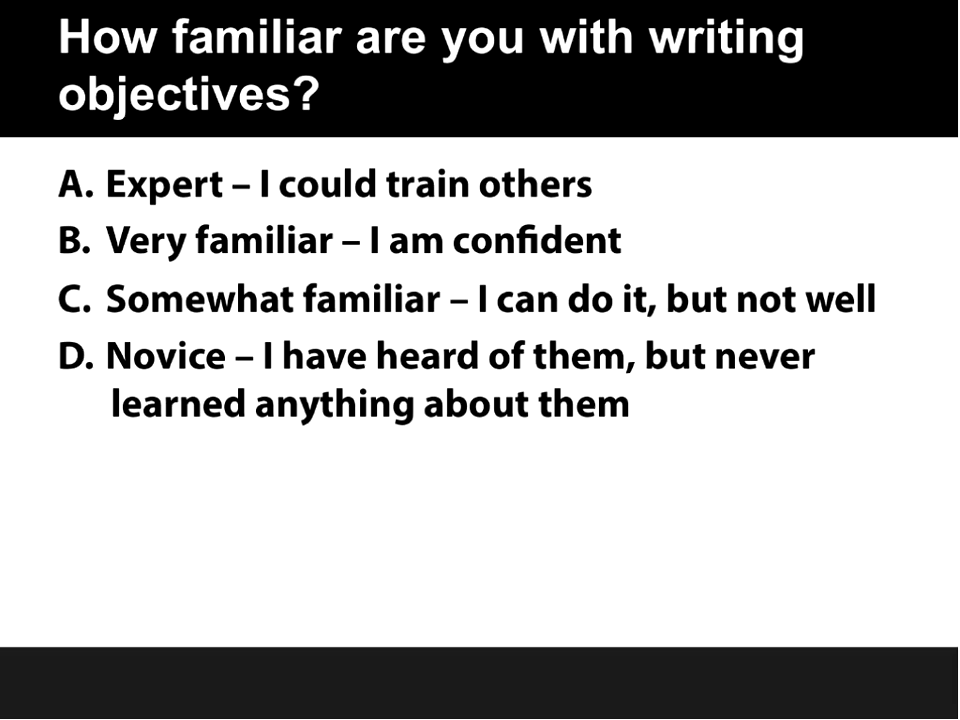 How familiar are you with writing
objectives?
A. Expert – I could train others
B. Very familiar – I am confident
C. Somewhat familiar – I can do it, but not well
D. Novice – I have heard of them, but never
learned anything about them